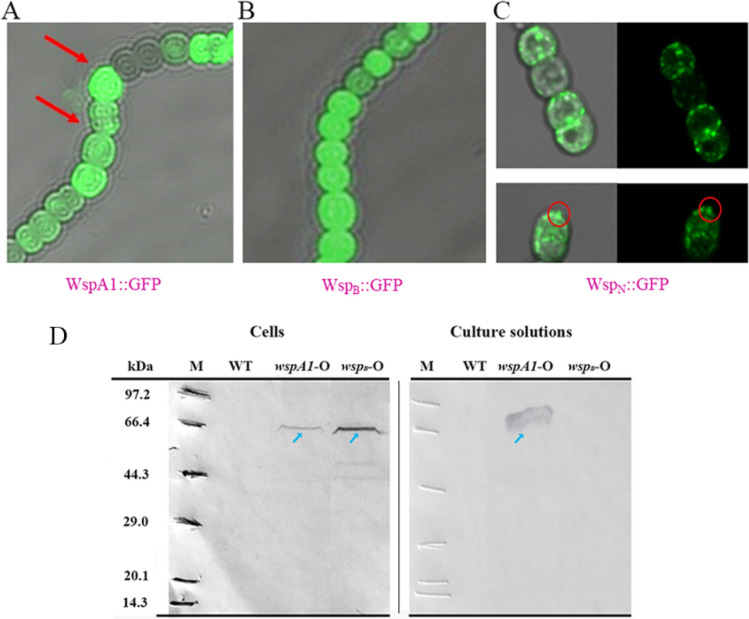 A B C
WspA1::GFP WspB::GFP WspN::GFP
D
Cells Culture solutions
kDa M WT wspA1-O wspB-O M WT wspA1-O wspB-O
97.2
66.4
44.3
29.0
20.1
14.3